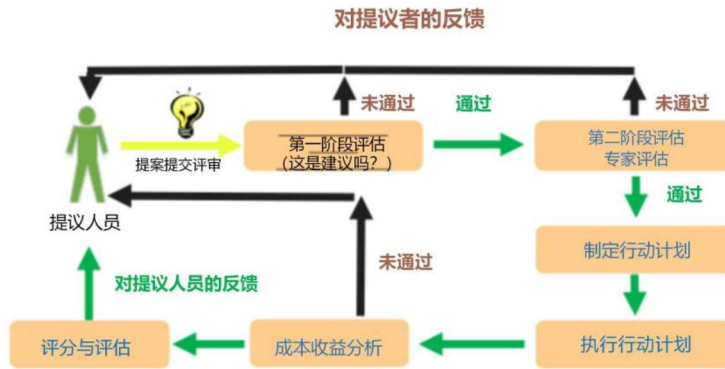 对提议者的反馈
未通过
通过
未通过
提案提交评审
第一阶段评估
（这是建议吗？）
第二阶段评估
专家评估
提议人员
通过
制定行动计划
未通过
对提议人员的反馈
评分与评估
成本收益分析
执行行动计划